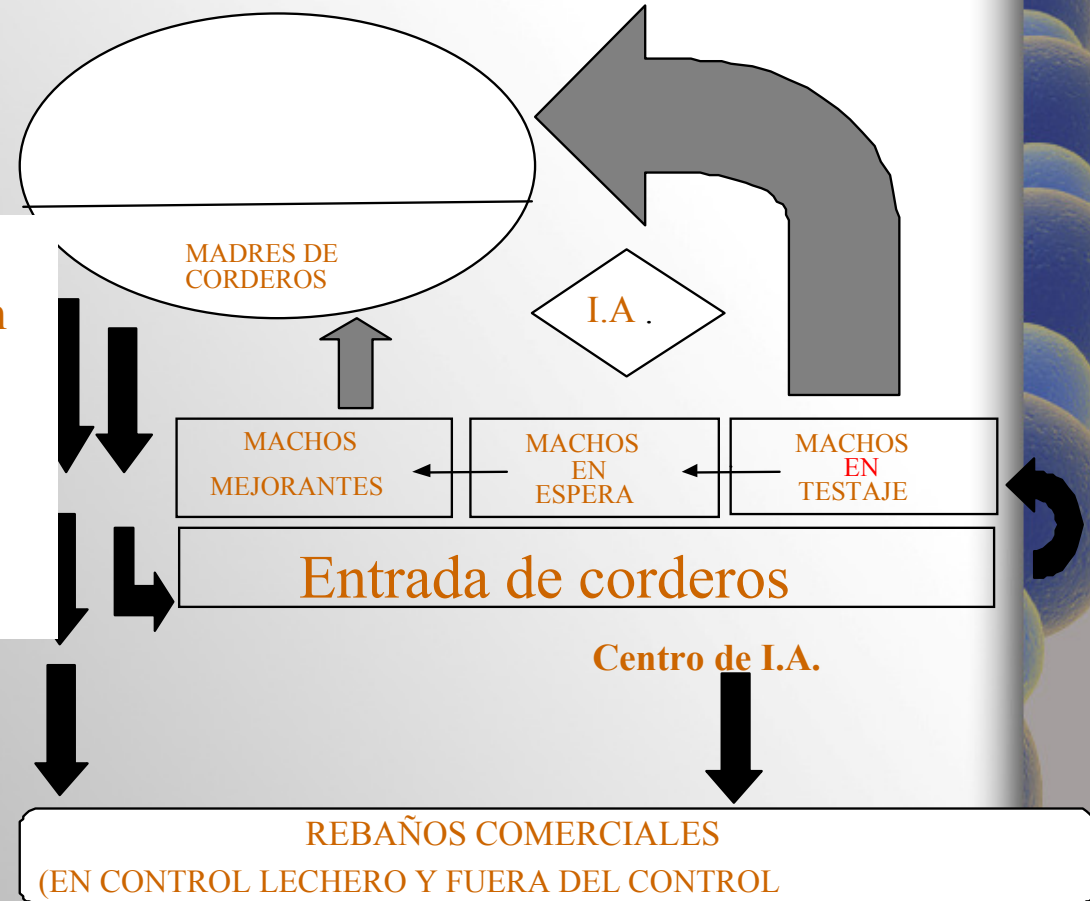 MADRES DE
CORDEROS
I.A .
MACHOS
MEJORANTES
MACHOS
EN
ESPERA
MACHOS
EN
TESTAJE
Entrada de corderos
Centro de I.A.
REBAÑOS COMERCIALES
(EN CONTROL LECHERO Y FUERA DEL CONTROL